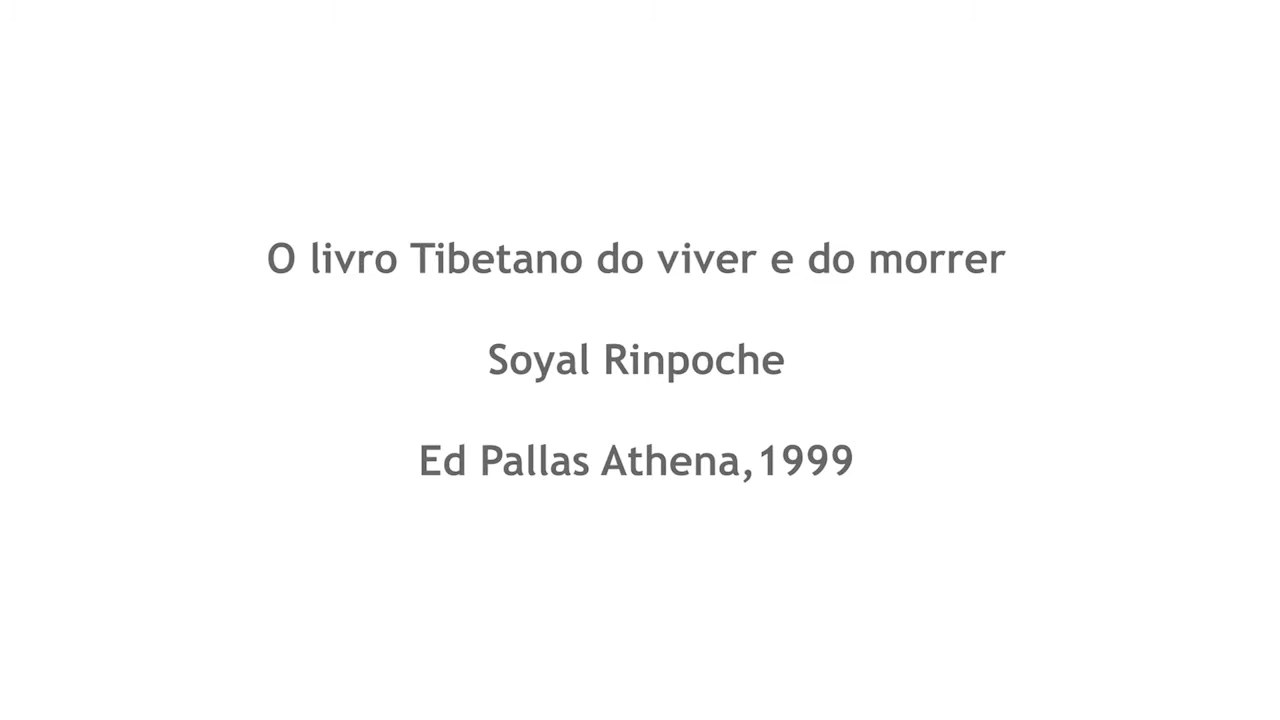 O livro Tibetano do viver e do morrer
Soyal Rinpoche
Ed Pallas Athena,1999